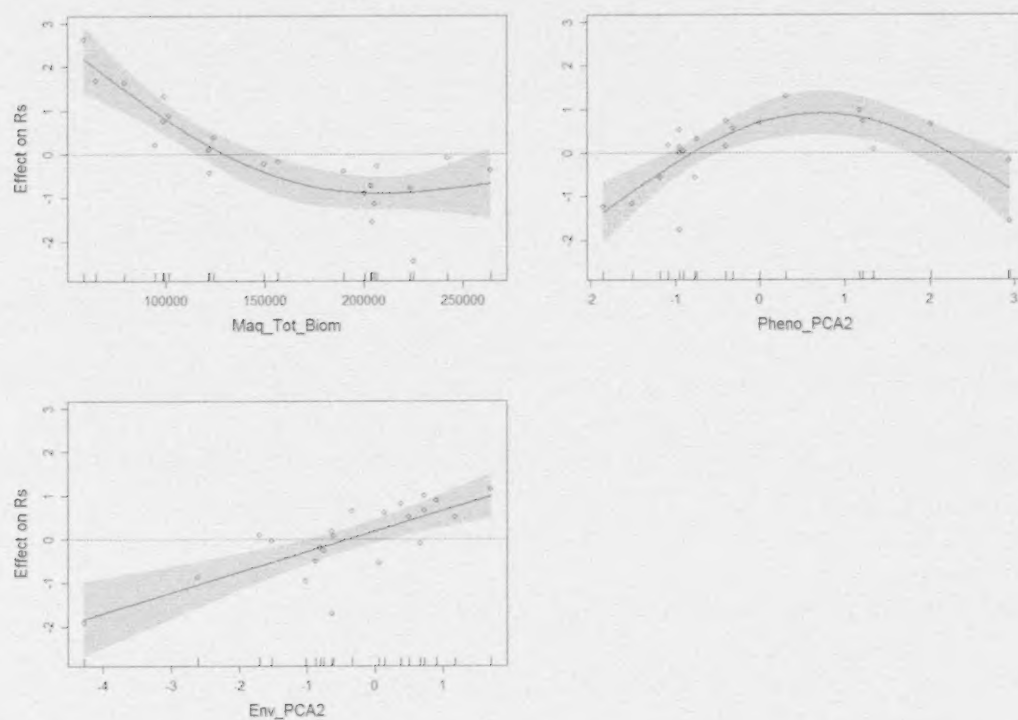 3
2
1
0
-1
-2
Effect on Rs
100000 150000 200000 250000
Maq_Tot_Biom
3
2
1
0
-1
-2
2 -1 0 1 2 3
Pheno_PCA2
3
2
1
0
-1
-2
Effect on Rs
-4 -3 -2 -1 0 1
Env_PCA2